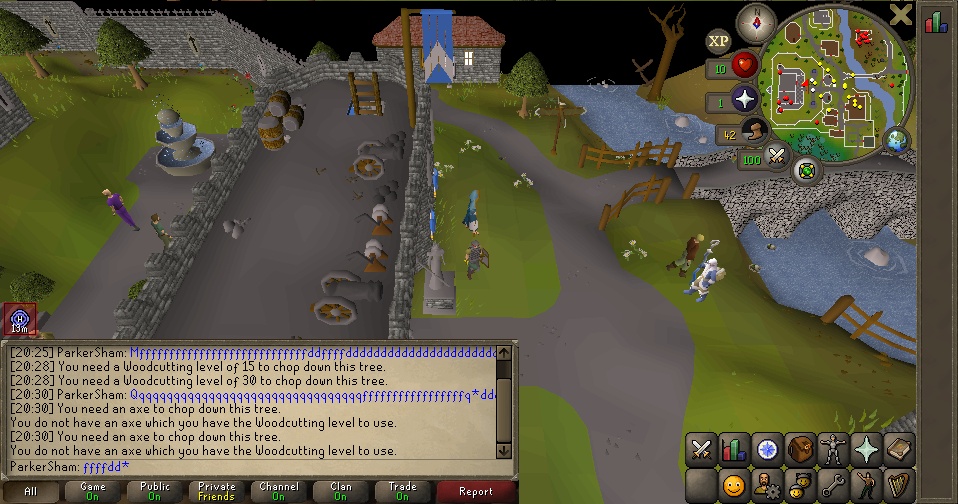 N
XP
10
1
42
100
13m
[20:25] ParkerSham:
[20:28] You need a Woodcutting level of 15 to chop down this tree.
[20:28] You need a Woodcutting level of 30 to chop down this tree.
[20:30] ParkerSham:
[20:30] You need an axe to chop down this tree.
You do not have an axe which you have the Woodcutting level to use.
[20:30] You need an axe to chop down this tree.
You do not have an axe which you have the Woodcutting level to use.
ParkerSham: ffffdd*
All
Game
On
Public
On
Private
Friends
Channel
On
Clan
On
Trade
On
Report